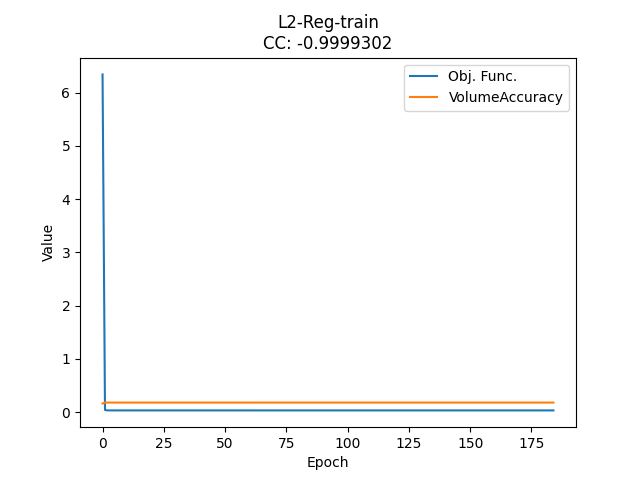 L2-Reg-train
CC: -0.9999302
Obj. Func.
VolumeAccuracy
Value
6
5
4
3
2
1
0
0 25 50 75 100 125 150 175
Epoch